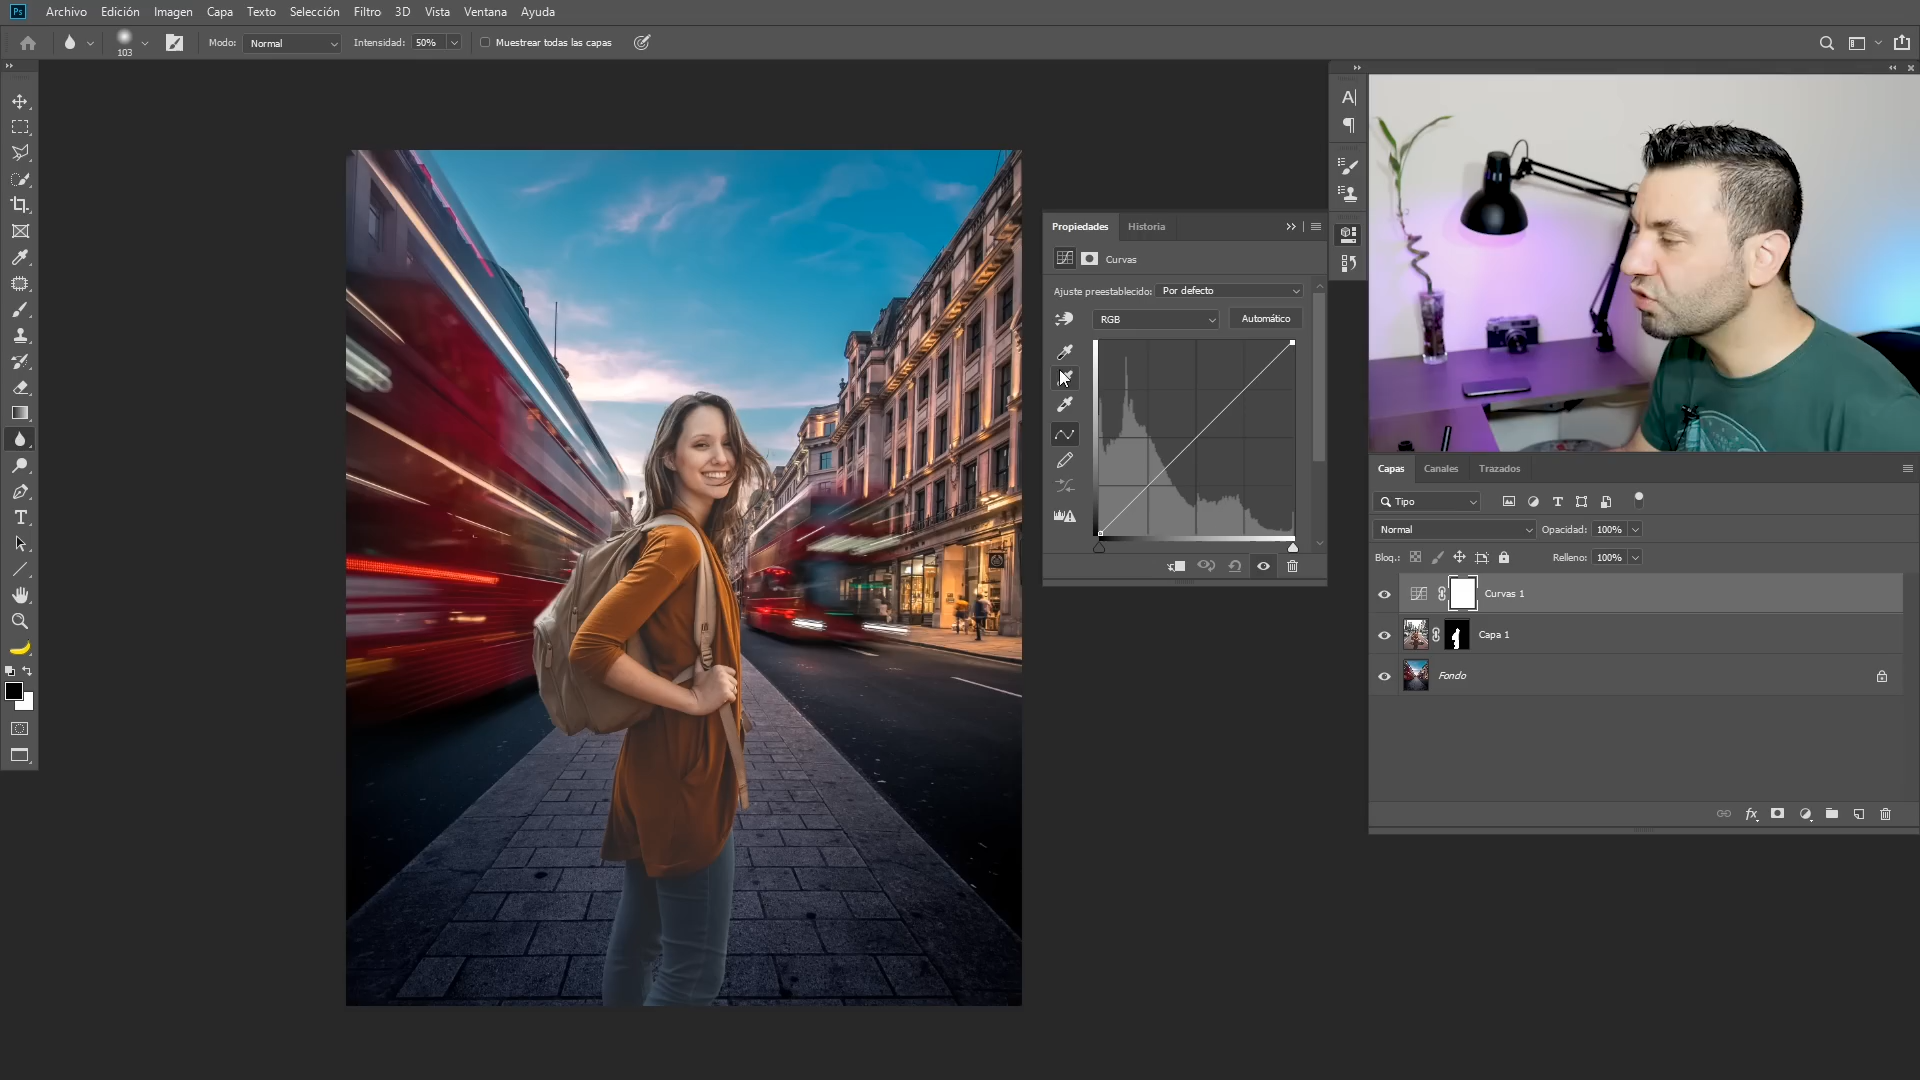 Ps Archivo Edición Imagen Capa Texto Selección Filtro 3D Vista Ventana Ayuda
103 Modo: Normal Intensidad: 50% Muestrear todas las capas
Propiedades Historia
Curvas
Ajuste preestablecido: Por defecto
RGB Automático
Capas Canales Trazados
Tipo
Normal Opacidad: 100%
Bloq.: Relleno: 100%
Curvas 1
Capa 1
Fondo
fx